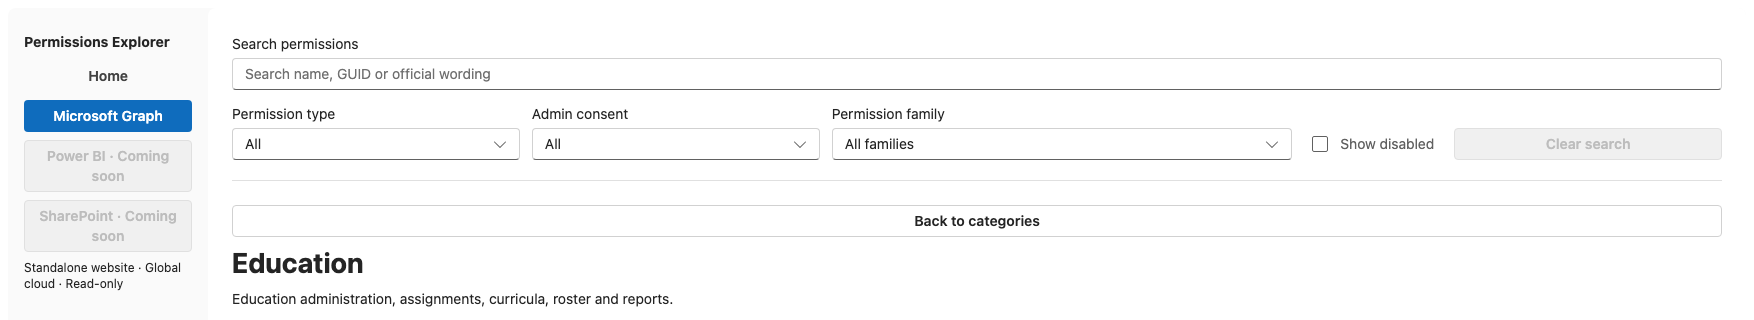 Permissions Explorer
Home
Microsoft Graph
Power BI · Coming
soon
SharePoint · Coming
soon
Standalone website · Global
cloud · Read-only
Search permissions
Search name, GUID or official wording
Permission type
Admin consent
Permission family
All
All
All families
Show disabled
Clear search
Back to categories
Education
Education administration, assignments, curricula, roster and reports.